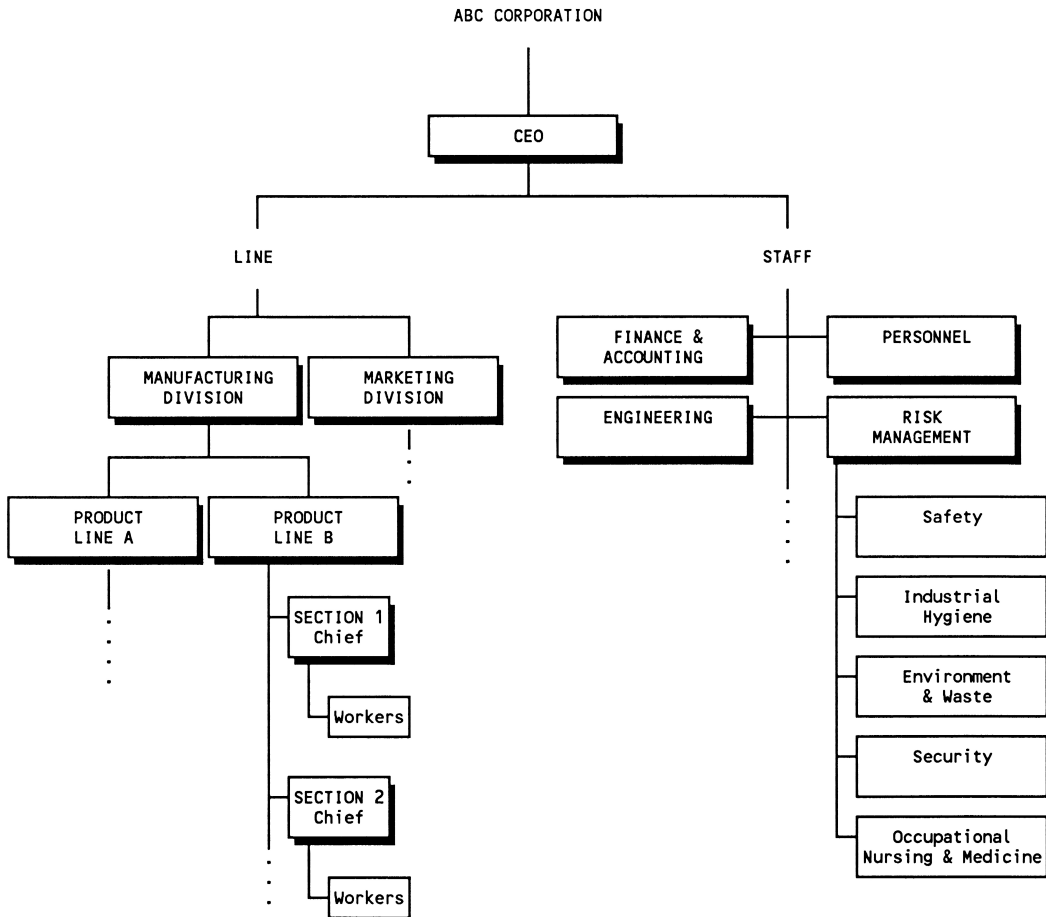 ABC CORPORATION
CEO
LINE
STAFF
FINANCE &
ACCOUNTING
PERSONNEL
MANUFACTURING
DIVISION
MARKETING
DIVISION
ENGINEERING
RISK
MANAGEMENT
PRODUCT
LINE A
PRODUCT
LINE B
Safety
SECTION 1
Chief
Industrial
Hygiene
Workers
Environment
& Waste
Security
SECTION 2
Chief
Occupational
Nursing & Medicine
Workers